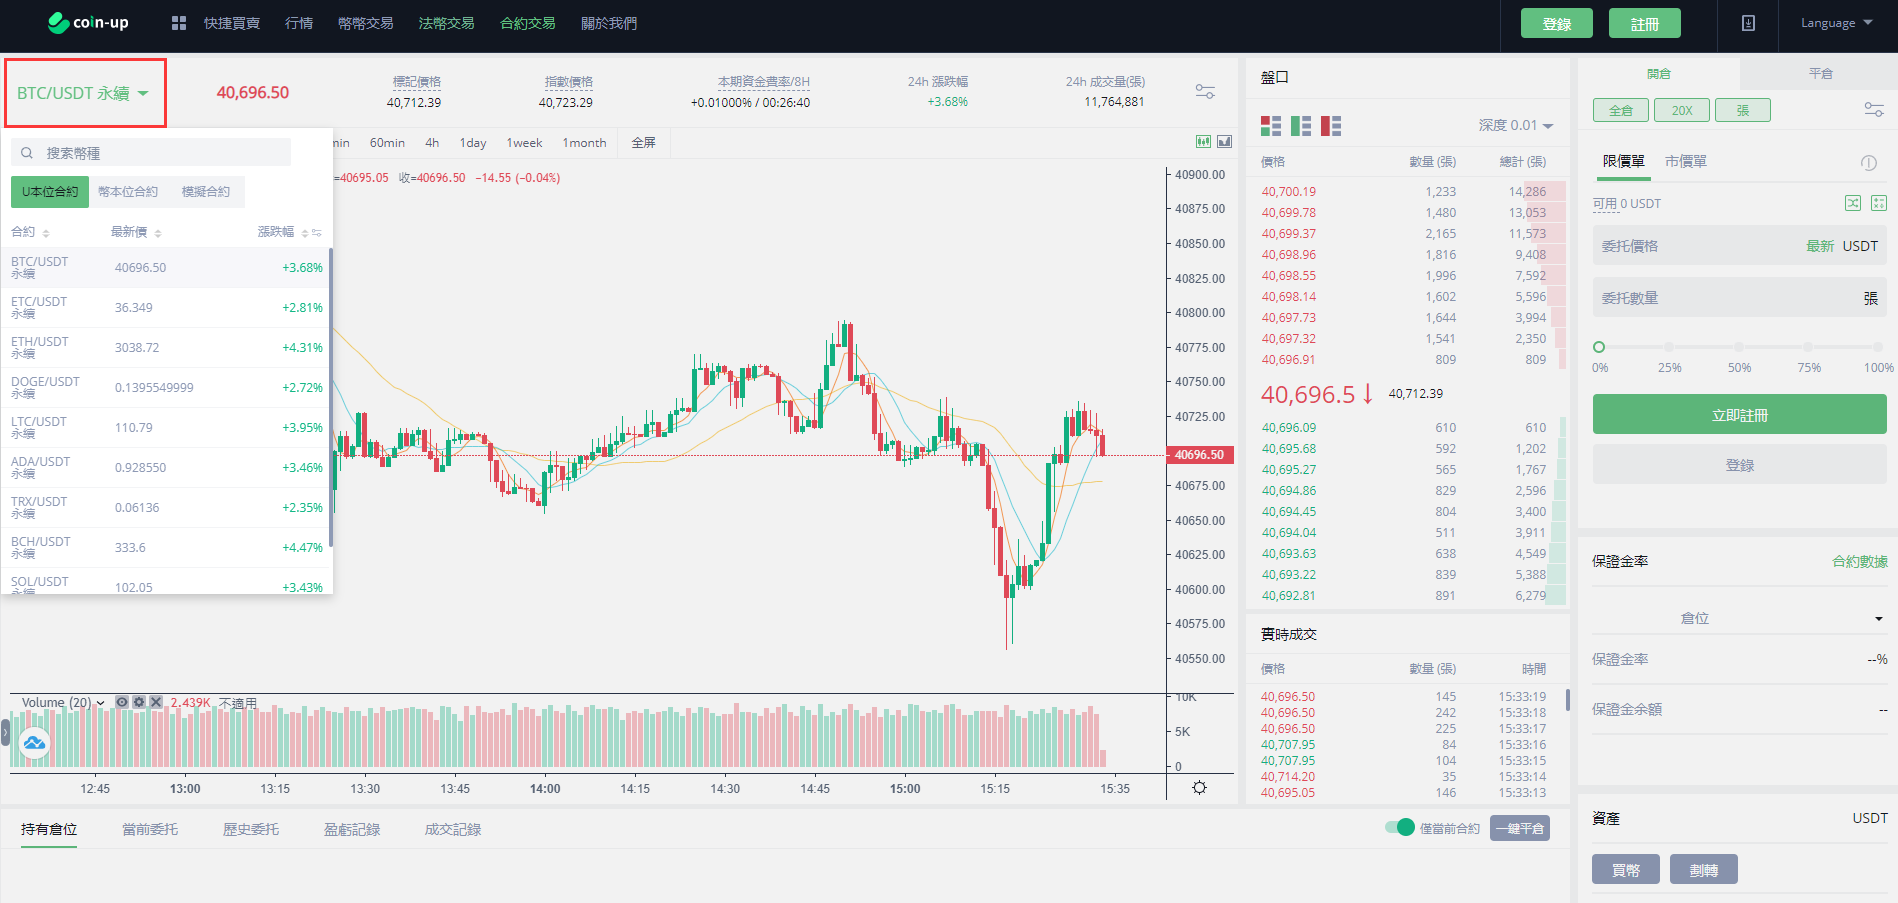 coin-up 快捷買賣 行情 幣幣交易 法幣交易 合約交易 關於我們 登錄 註冊 Language
BTC/USDT 永續
40,696.50
標記價格
40,712.39
指數價格
40,723.29
本期資金費率/8H
+0.01000% / 00:26:40
24h 漲跌幅
+3.68%
24h 成交量(張)
11,764,881
搜索幣種
U本位合約 幣本位合約 模擬合約
合約 最新價 漲跌幅
BTC/USDT 40696.50 +3.68%
永續
ETC/USDT 36.349 +2.81%
永續
ETH/USDT 3038.72 +4.31%
永續
DOGE/USDT 0.1395549999 +2.72%
永續
LTC/USDT 110.79 +3.95%
永續
ADA/USDT 0.928550 +3.46%
永續
TRX/USDT 0.06136 +2.35%
永續
BCH/USDT 333.6 +4.47%
永續
SOL/USDT 102.05 +3.43%
永續
min 60min 4h 1day 1week 1month 全屏
=40695.05 收=40696.50 −14.55 (−0.04%)
40900.00
40875.00
40850.00
40825.00
40800.00
40775.00
40750.00
40725.00
40696.50
40675.00
40650.00
40625.00
40600.00
40575.00
40550.00
Volume (20) 2.439K 不適用
10K
5K
0
12:45 13:00 13:15 13:30 13:45 14:00 14:15 14:30 14:45 15:00 15:15 15:35
持有倉位 當前委托 歷史委托 盈虧記錄 成交記錄 僅當前合約 一鍵平倉
盤口
深度 0.01
價格 數量 (張) 總計 (張)
40,700.19 1,233 14,286
40,699.78 1,480 13,053
40,699.37 2,165 11,573
40,698.96 1,816 9,408
40,698.55 1,996 7,592
40,698.14 1,602 5,596
40,697.73 1,644 3,994
40,697.32 1,541 2,350
40,696.91 809 809
40,696.5↓ 40,712.39
40,696.09 610 610
40,695.68 592 1,202
40,695.27 565 1,767
40,694.86 829 2,596
40,694.45 804 3,400
40,694.04 511 3,911
40,693.63 638 4,549
40,693.22 839 5,388
40,692.81 891 6,279
實時成交
價格 數量 (張) 時間
40,696.50 145 15:33:19
40,696.50 242 15:33:18
40,696.50 225 15:33:17
40,707.95 84 15:33:16
40,707.95 104 15:33:15
40,714.20 35 15:33:14
40,695.05 146 15:33:13
開倉 平倉
全倉 20X 張
限價單 市價單
可用 0 USDT
委托價格 最新 USDT
委托數量 張
0% 25% 50% 75% 100%
立即註冊
登錄
保證金率 合約數據
倉位
保證金率 --%
保證金余額 --
資產 USDT
買幣 劃轉